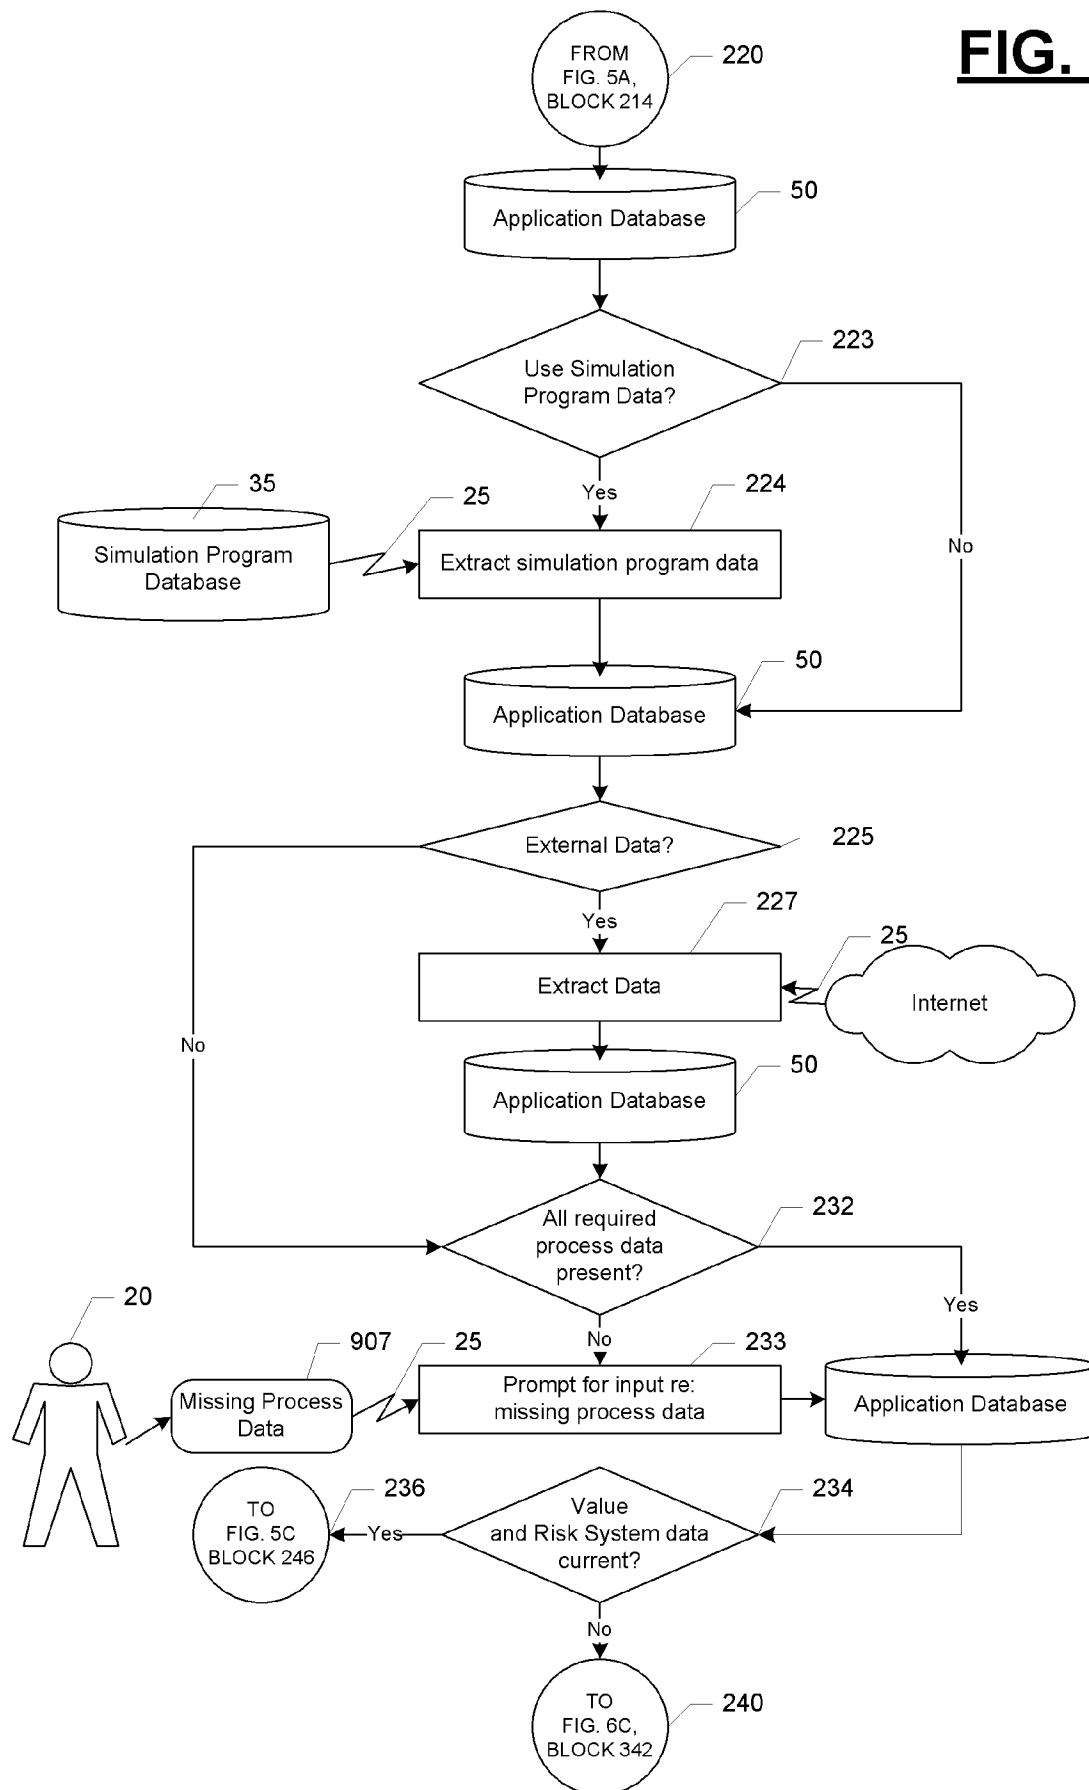 FIG.
FROM
FIG. 5A,
BLOCK 214
220
Application Database
50
Use Simulation
Program Data?
223
Yes
No
35
Simulation Program
Database
25
224
Extract simulation program data
50
Application Database
External Data?
225
Yes
No
227
Extract Data
25
Internet
50
Application Database
All required
process data
present?
232
Yes
No
20
907
Missing Process
Data
25
233
Prompt for input re:
missing process data
Application Database
TO
FIG. 5C
BLOCK 246
236
Yes
Value
and Risk System data
current?
234
No
TO
FIG. 6C,
BLOCK 342
240